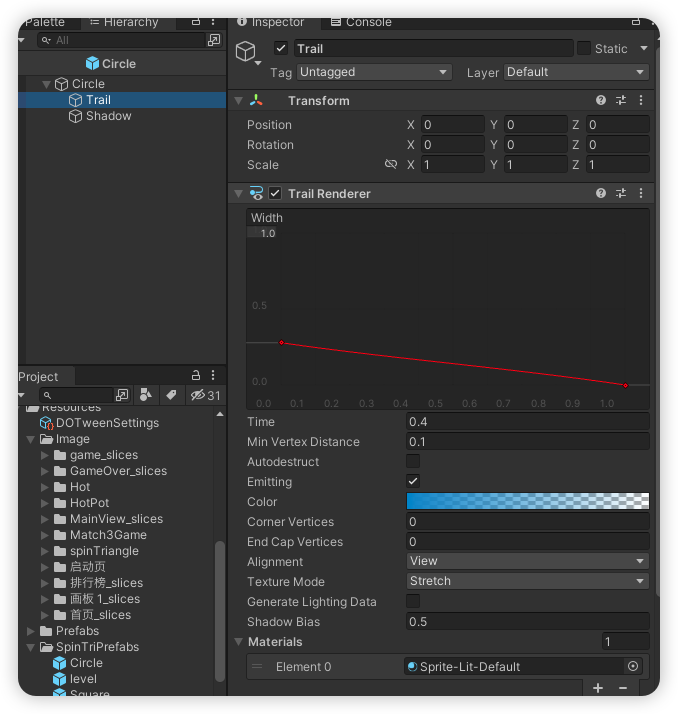 Palette
Hierarchy
All
Circle
Circle
Trail
Shadow
Project
31
Resources
DOTweenSettings
Image
game_slices
GameOver_slices
Hot
HotPot
MainView_slices
Match3Game
spinTriangle
启动页
排行榜_slices
画板 1_slices
首页_slices
Prefabs
SpinTriPrefabs
Circle
level
Square
Inspector
Console
Trail
Static
Tag Untagged
Layer Default
Transform
Position X 0 Y 0 Z 0
Rotation X 0 Y 0 Z 0
Scale X 1 Y 1 Z 1
Trail Renderer
Width
1.0
0.5
0.0
0.0 0.1 0.2 0.3 0.4 0.5 0.6 0.7 0.8 0.9 1.0
Time 0.4
Min Vertex Distance 0.1
Autodestruct
Emitting
Color
Corner Vertices 0
End Cap Vertices 0
Alignment View
Texture Mode Stretch
Generate Lighting Data
Shadow Bias 0.5
Materials 1
Element 0 Sprite-Lit-Default